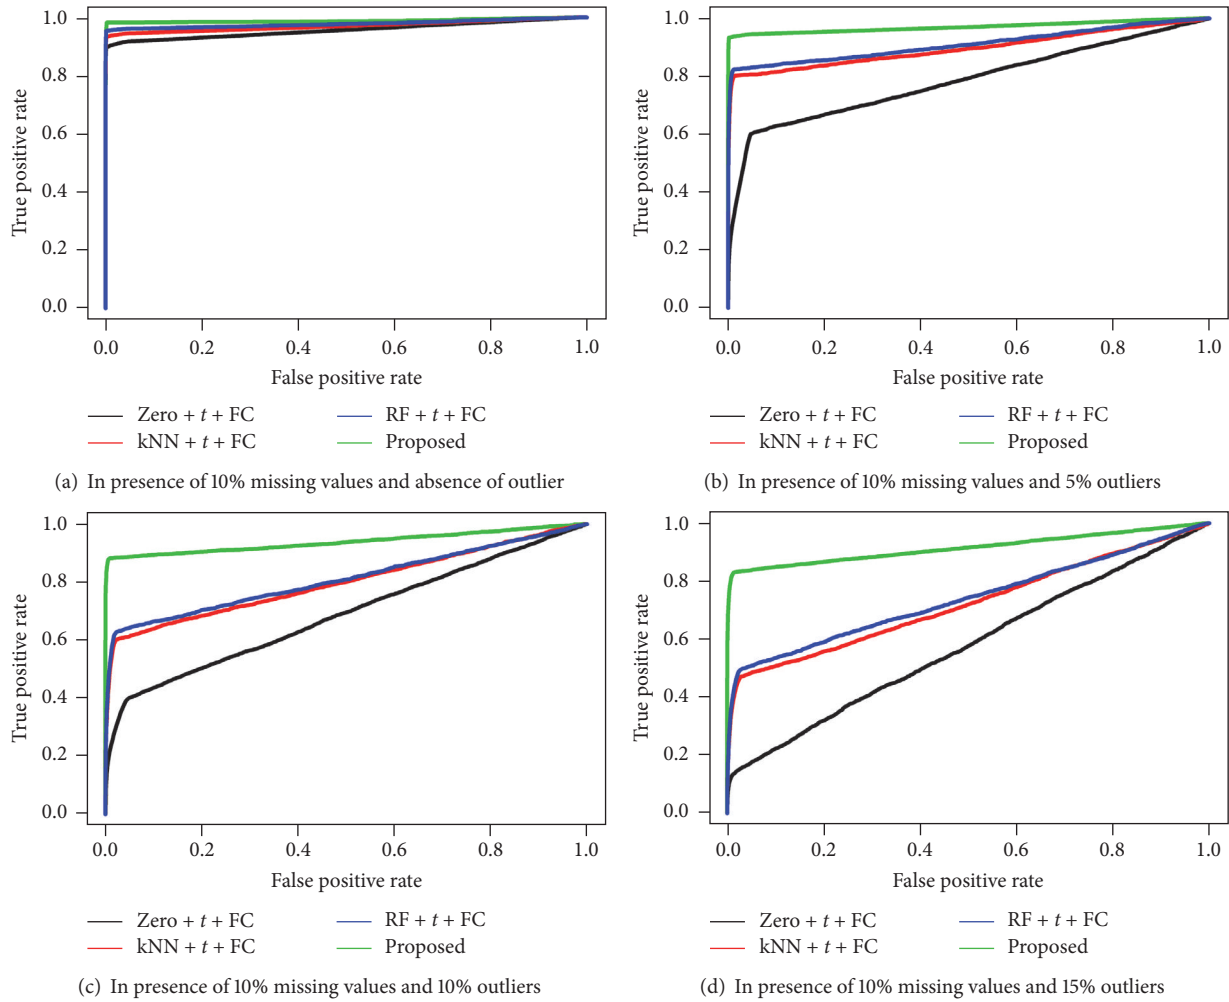 1.0
0.8
0.6
0.4
0.2
0.0
True positive rate
0.0 0.2 0.4 0.6 0.8 1.0
False positive rate
Zero + t + FC
RF + t + FC
kNN + t + FC
Proposed
(a) In presence of 10% missing values and absence of outlier
1.0
0.8
0.6
0.4
0.2
0.0
True positive rate
0.0 0.2 0.4 0.6 0.8 1.0
False positive rate
Zero + t + FC
RF + t + FC
kNN + t + FC
Proposed
(b) In presence of 10% missing values and 5% outliers
1.0
0.8
0.6
0.4
0.2
0.0
True positive rate
0.0 0.2 0.4 0.6 0.8 1.0
False positive rate
Zero + t + FC
RF + t + FC
kNN + t + FC
Proposed
(c) In presence of 10% missing values and 10% outliers
1.0
0.8
0.6
0.4
0.2
0.0
True positive rate
0.0 0.2 0.4 0.6 0.8 1.0
False positive rate
Zero + t + FC
RF + t + FC
kNN + t + FC
Proposed
(d) In presence of 10% missing values and 15% outliers